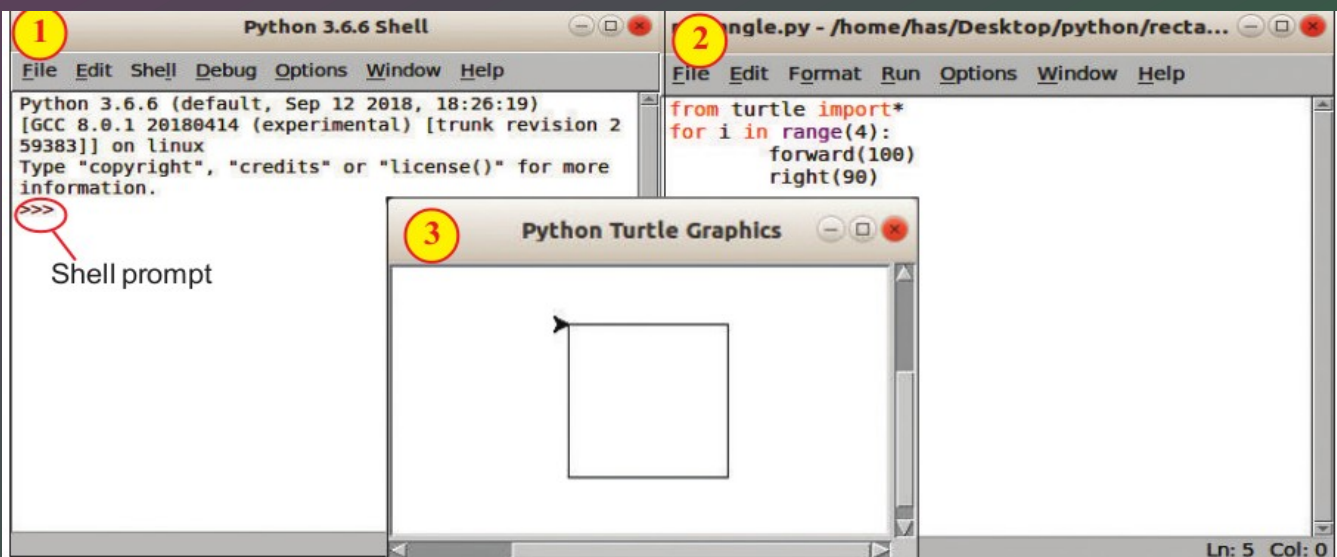 1
Python 3.6.6 Shell
File Edit Shell Debug Options Window Help
Python 3.6.6 (default, Sep 12 2018, 18:26:19)
[GCC 8.0.1 20180414 (experimental) [trunk revision 2
59383]] on linux
Type "copyright", "credits" or "license()" for more
information.
>>>
Shell prompt
2
ngle.py - /home/has/Desktop/python/recta...
File Edit Format Run Options Window Help
from turtle import*
for i in range(4):
forward(100)
right(90)
3
Python Turtle Graphics
Ln: 5 Col: 0